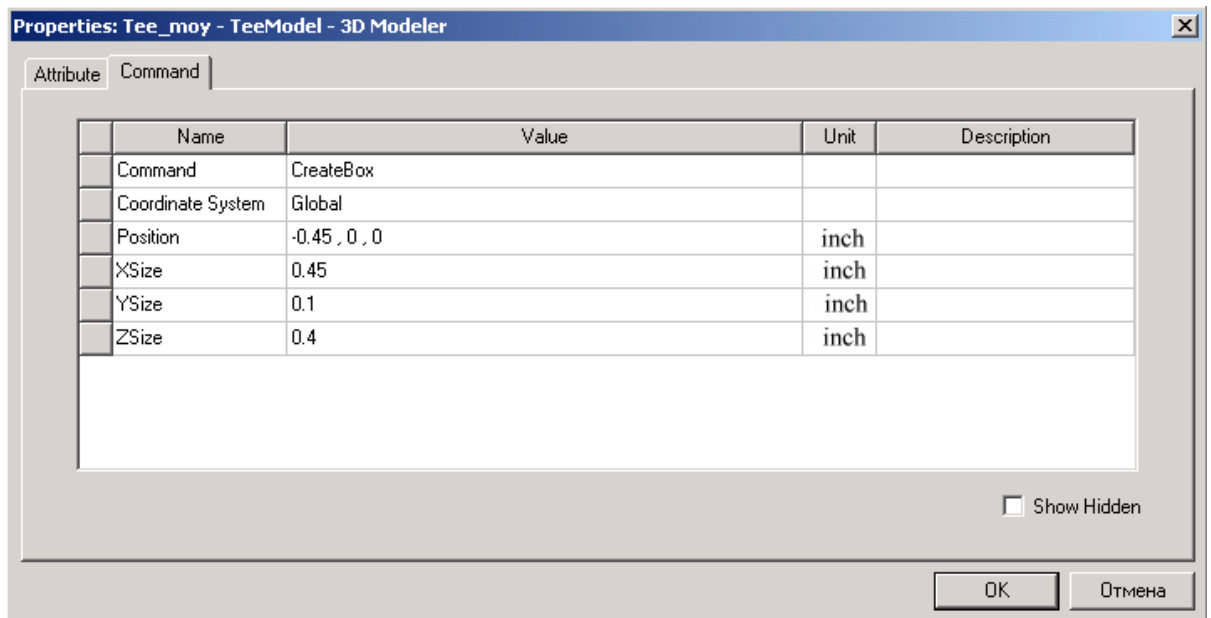 Properties: Tee_moy - TeeModel - 3D Modeler
Attribute Command
Name Value Unit Description
Command CreateBox
Coordinate System Global
Position -0.45 , 0 , 0 inch
XSize 0.45 inch
YSize 0.1 inch
ZSize 0.4 inch
Show Hidden
OK Отмена